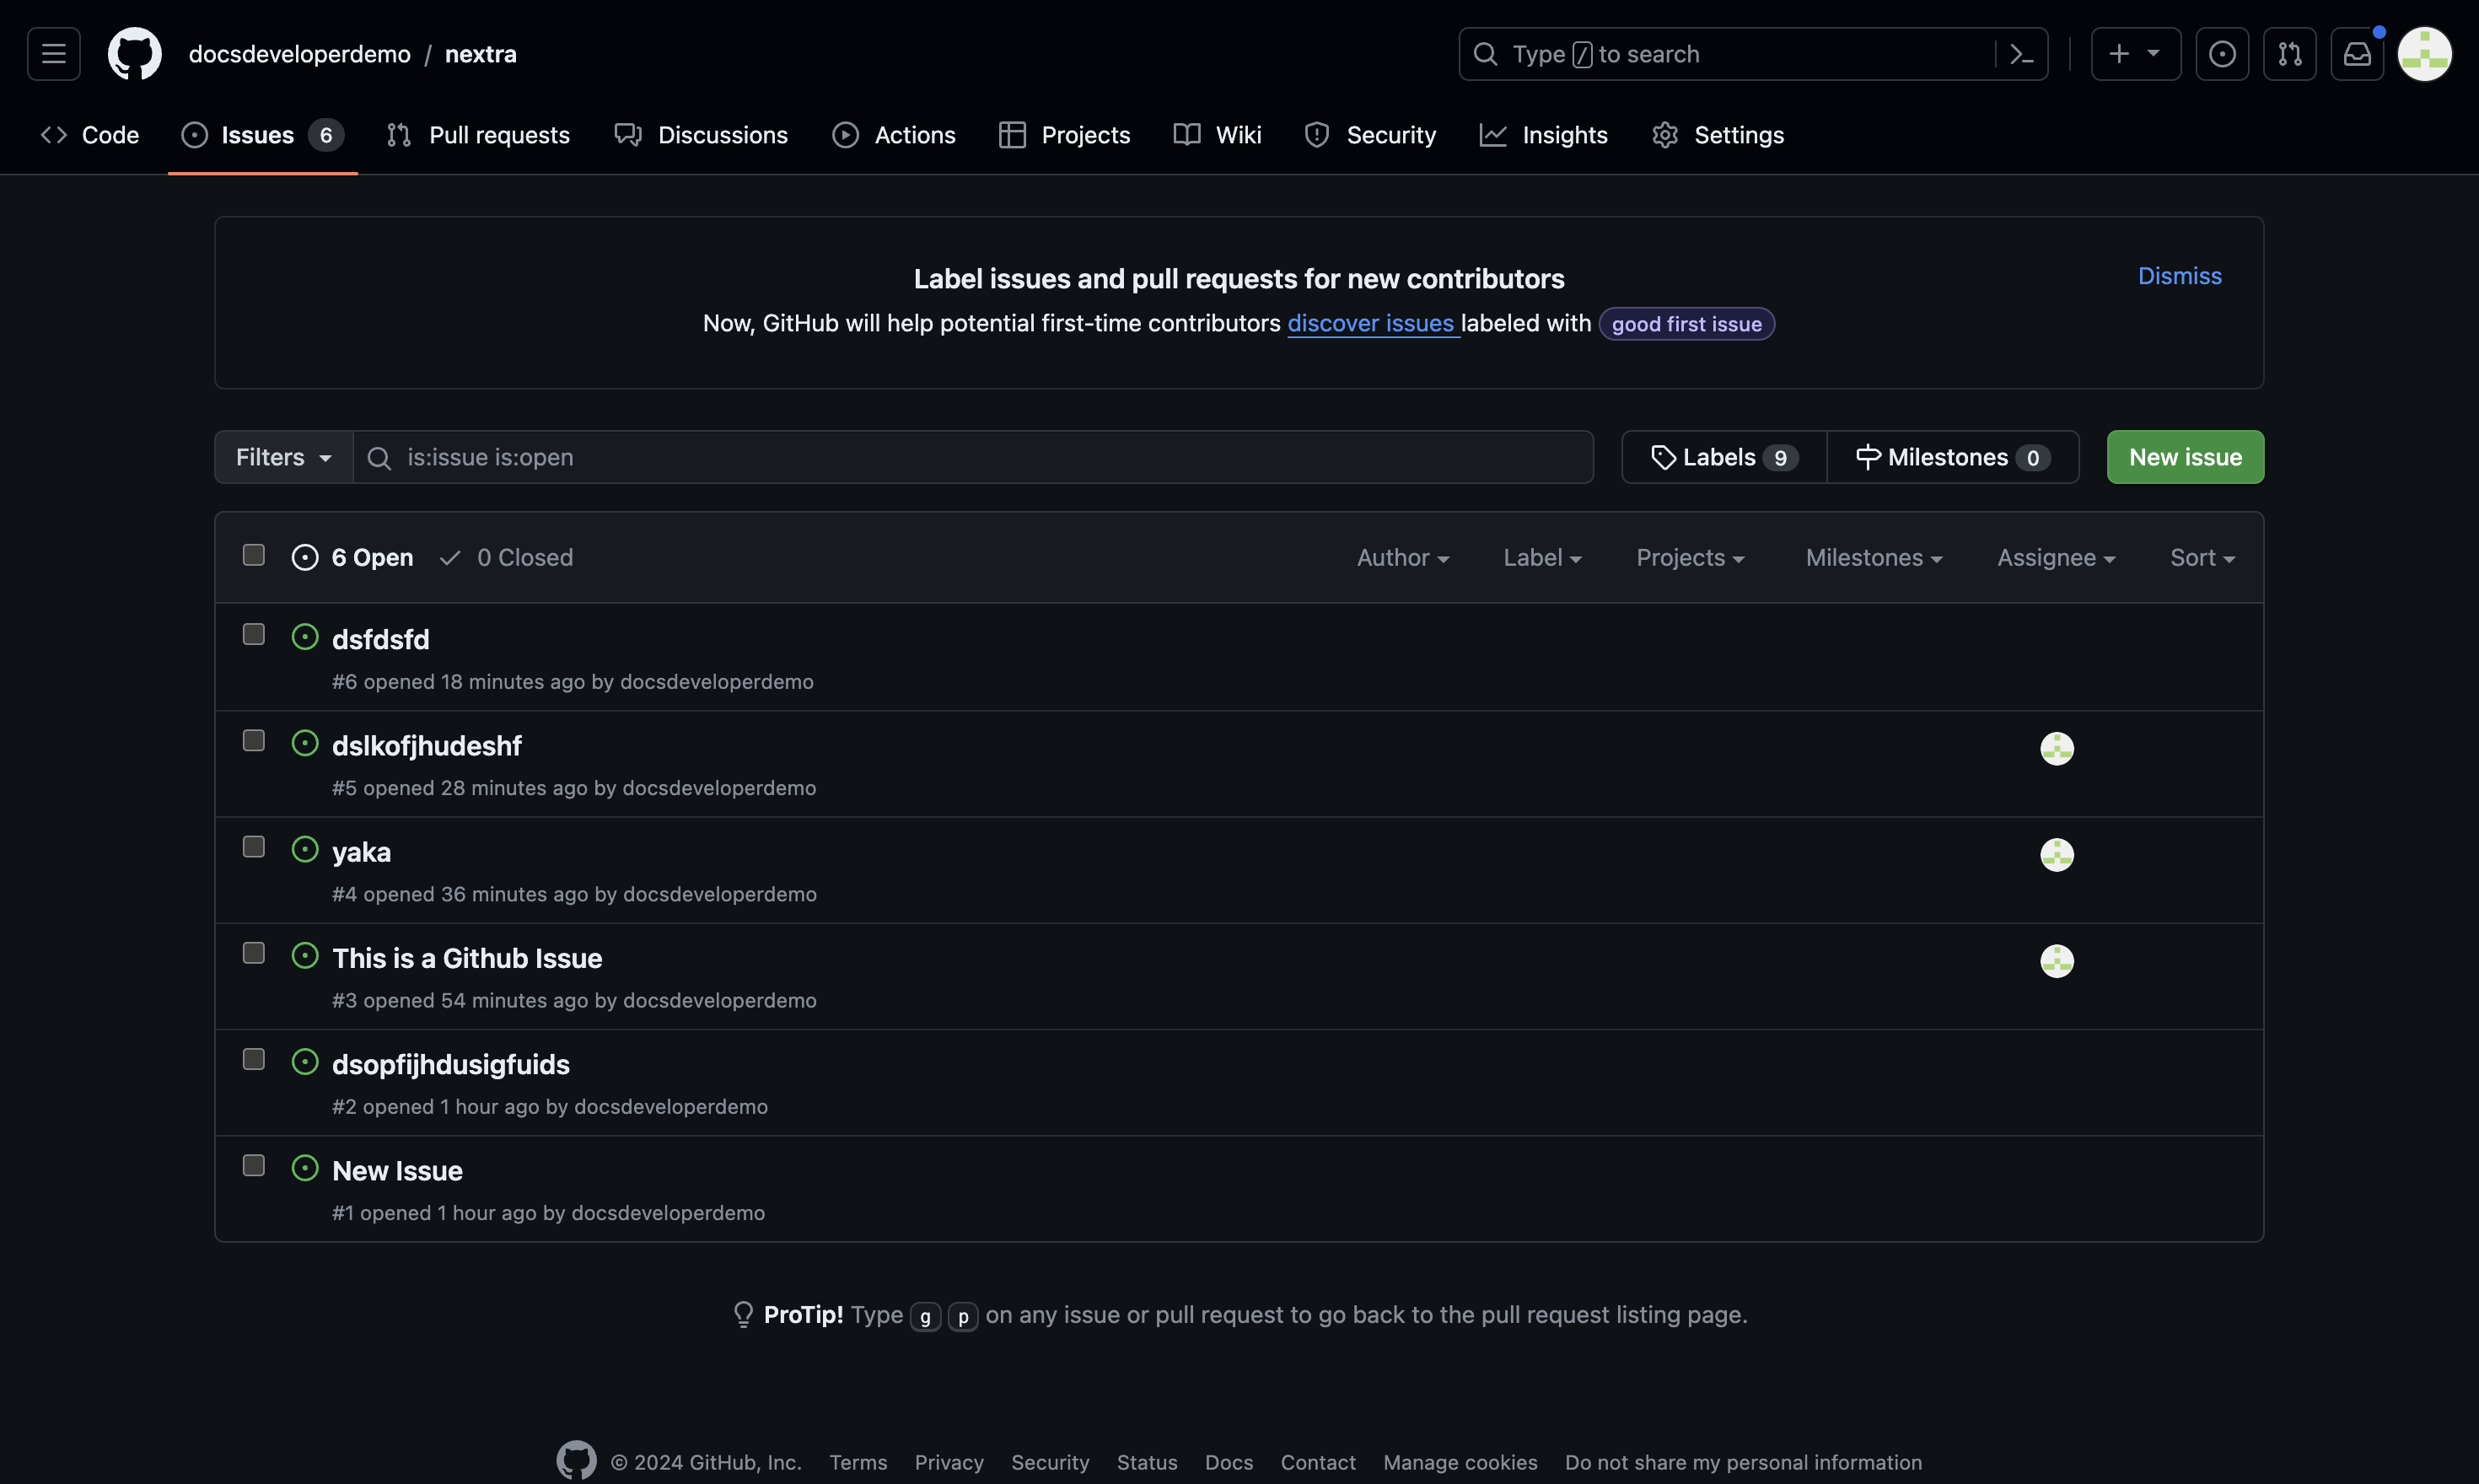 docsdeveloperdemo / nextra
Type / to search
Code Issues 6 Pull requests Discussions Actions Projects Wiki Security Insights Settings
Label issues and pull requests for new contributors
Dismiss
Now, GitHub will help potential first-time contributors discover issues labeled with good first issue
Filters is:issue is:open Labels 9 Milestones 0 New issue
6 Open 0 Closed Author Label Projects Milestones Assignee Sort
dsfdsfd
#6 opened 18 minutes ago by docsdeveloperdemo
dslkofjhudeshf
#5 opened 28 minutes ago by docsdeveloperdemo
yaka
#4 opened 36 minutes ago by docsdeveloperdemo
This is a Github Issue
#3 opened 54 minutes ago by docsdeveloperdemo
dsopfijhdusigfuids
#2 opened 1 hour ago by docsdeveloperdemo
New Issue
#1 opened 1 hour ago by docsdeveloperdemo
ProTip! Type g p on any issue or pull request to go back to the pull request listing page.
© 2024 GitHub, Inc. Terms Privacy Security Status Docs Contact Manage cookies Do not share my personal information